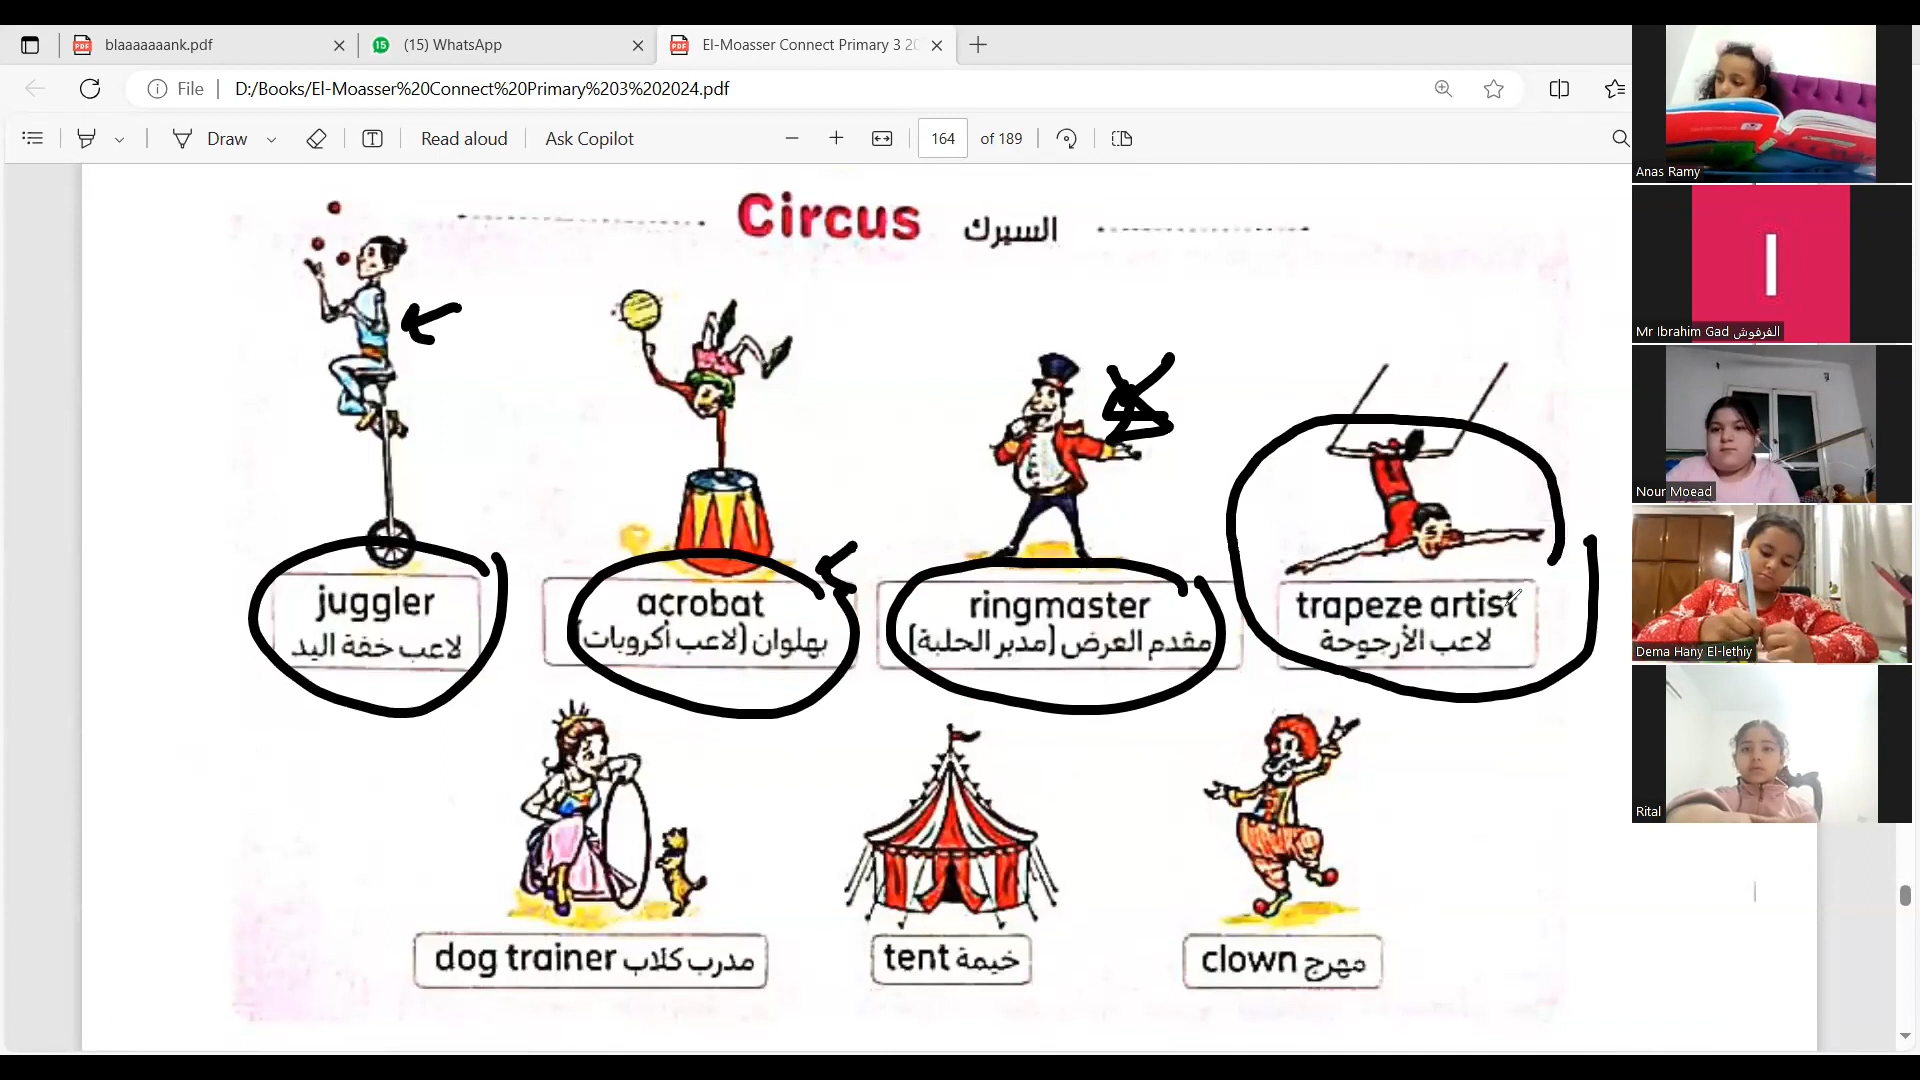 blaaaaaaank.pdf
(15) WhatsApp
El-Moasser Connect Primary 3 20
File D:/Books/El-Moasser%20Connect%20Primary%203%202024.pdf
Draw
Read aloud
Ask Copilot
164 of 189
Circus السيرك
juggler
لاعب خفة اليد
acrobat
بهلوان (لاعب أكروبات)
ringmaster
مقدم العرض (مدير الحلبة)
trapeze artist
لاعب الأرجوحة
dog trainer مدرب كلاب
tent خيمة
clown مهرج
Anas Ramy
I
Mr Ibrahim Gad الفرفوش
Nour Moead
Dema Hany El-lethiy
Rital